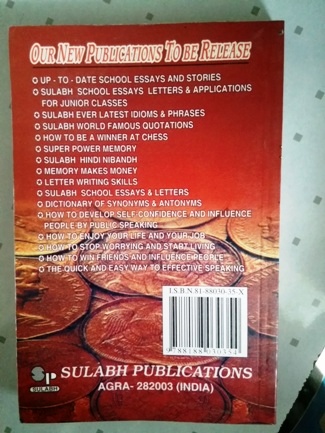 OUR NEW PUBLICATIONS TO BE RELEASE
UP - TO - DATE SCHOOL ESSAYS AND STORIES
SULABH SCHOOL ESSAYS LETTERS & APPLICATIONS
FOR JUNIOR CLASSES
SULABH EVER LATEST IDIOMS & PHRASES
SULABH WORLD FAMOUS QUOTATIONS
HOW TO BE A WINNER AT CHESS
SUPER POWER MEMORY
SULABH HINDI NIBANDH
MEMORY MAKES MONEY
LETTER WRITING SKILLS
SULABH SCHOOL ESSAYS & LETTERS
DICTIONARY OF SYNONYMS & ANTONYMS
HOW TO DEVELOP SELF CONFIDENCE AND INFLUENCE
PEOPLE BY PUBLIC SPEAKING
HOW TO ENJOY YOUR LIFE AND YOUR JOB
HOW TO STOP WORRYING AND START LIVING
HOW TO WIN FRIENDS AND INFLUENCE PEOPLE
THE QUICK AND EASY WAY TO EFFECTIVE SPEAKING
I.S.B.N.81-88030-35-X
9788188030354
SP
SULABH
SULABH PUBLICATIONS
AGRA- 282003 (INDIA)